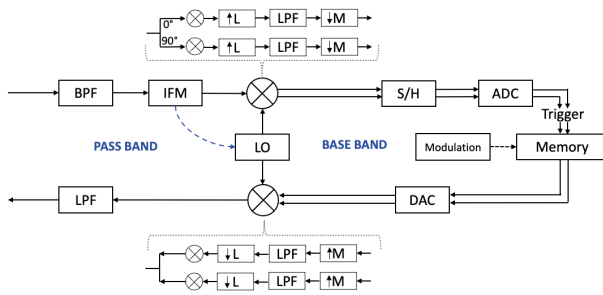 0° ↑L LPF ↓M
90° ↑L LPF ↓M
BPF IFM S/H ADC
Trigger
PASS BAND LO BASE BAND Modulation Memory
LPF DAC
↓L LPF ↑M
↓L LPF ↑M